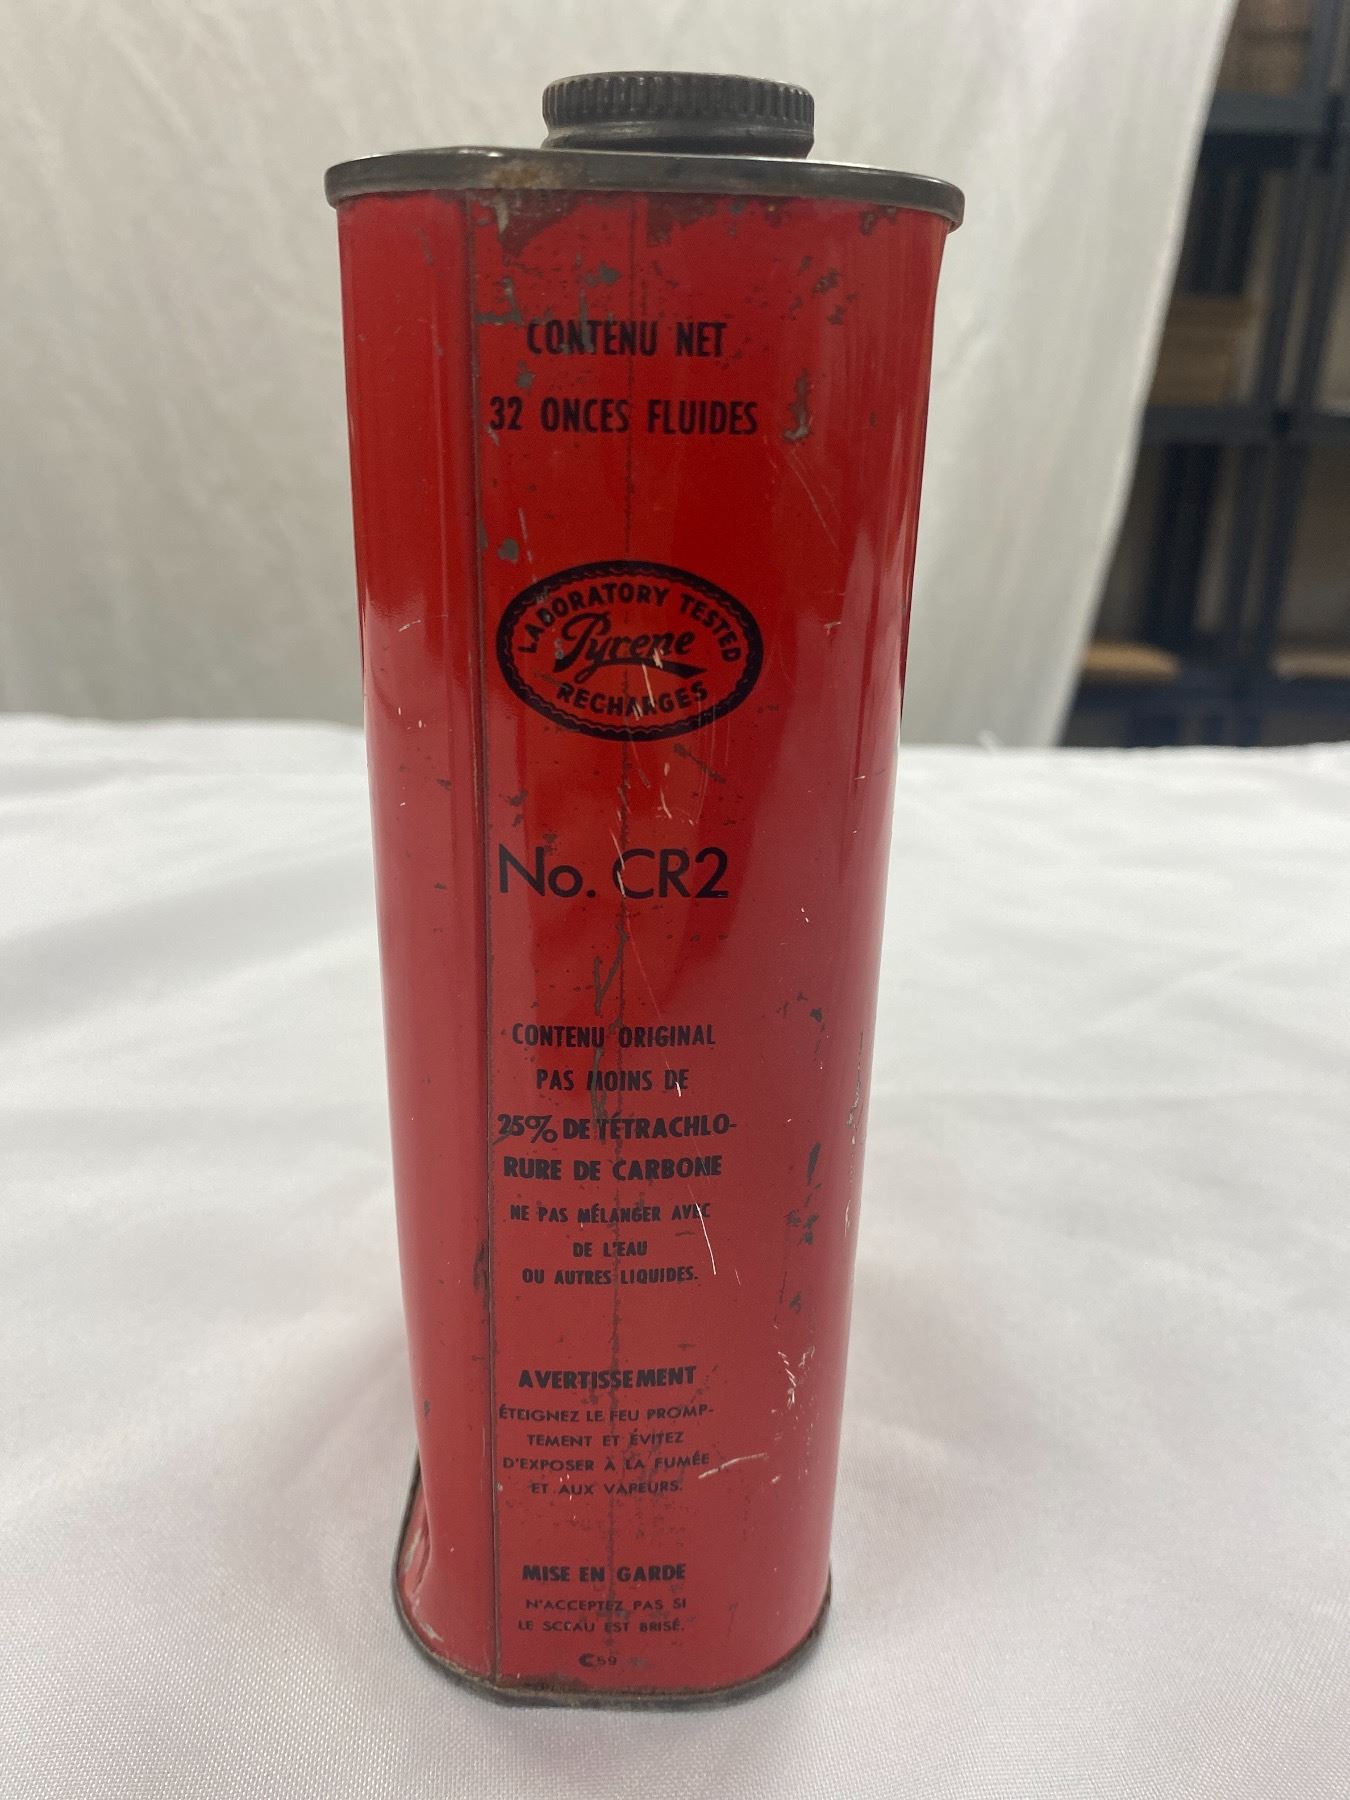 CONTENU NET
32 ONCES FLUIDES
LABORATORY TESTED
Pyrene
RECHARGES
No. CR2
CONTENU ORIGINAL
PAS MOINS DE
25% DE TÉTRACHLO-
RURE DE CARBONE
NE PAS MÉLANGER AVEC
DE L'EAU
OU AUTRES LIQUIDES.
AVERTISSEMENT
ÉTEIGNEZ LE FEU PROMP-
TEMENT ET ÉVITEZ
D'EXPOSER À LA FUMÉE
ET AUX VAPEURS.
MISE EN GARDE
N'ACCEPTEZ PAS SI
LE SCEAU EST BRISÉ.
C59